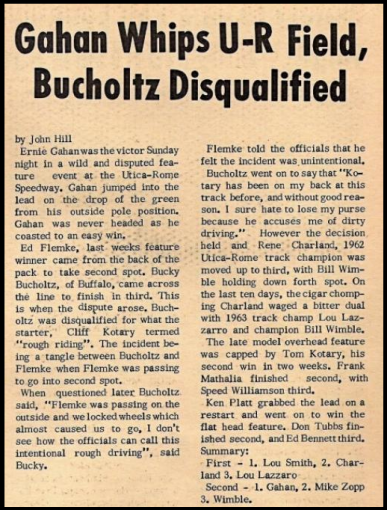 Gahan Whips U-R Field,
Bucholtz Disqualified
by John Hill
Ernie Gahan was the victor Sunday
night in a wild and disputed fea-
ture event at the Utica-Rome
Speedway. Gahan jumped into the
lead on the drop of the green
from his outside pole position.
Gahan was never headed as he
coasted to an easy win.
Ed Flemke, last weeks feature
winner came from the back of the
pack to take second spot. Bucky
Bucholtz, of Buffalo, came across
the line to finish in third. This
is when the dispute arose, Buch-
oltz was disqualified for what the
starter, Cliff Kotary termed
"rough riding". The incident be-
ing a tangle between Bucholtz and
Flemke when Flemke was passing
to go into second spot.
When questioned later Bucholtz
said, "Flemke was passing on the
outside and we locked wheels which
almost caused us to go, I don't
see how the officials can call this
intentional rough driving", said
Bucky.
Flemke told the officials that he
felt the incident was unintentional.
Bucholtz went on to say that "Ko-
tary has been on my back at this
track before, and without good rea-
son. I sure hate to lose my purse
because he accuses me of dirty
driving." However the decision
held and Rene Charland, 1962
Utica-Rome track champion was
moved up to third, with Bill Wim-
ble holding down fort spot. On
the last ten days, the cigar chomp-
ing Charland waged a bitter dual
with 1963 track champ Lou Laz-
zarro and champion Bill Wimble.
The late model overhead feature
was capped by Tom Kotary, his
second win in two weeks. Frank
Mathalia finished second, with
Speed Williamson third.
Ken Platt grabbed the lead on a
restart and went on to win the
flat head feature. Don Tubbs fin-
ished second, and Ed Bennett third.
Summary:
First - 1. Lou Smith, 2. Char-
land 3. Lou Lazzaro
Second - 1. Gahan, 2. Mike Zopp
3. Wimble.